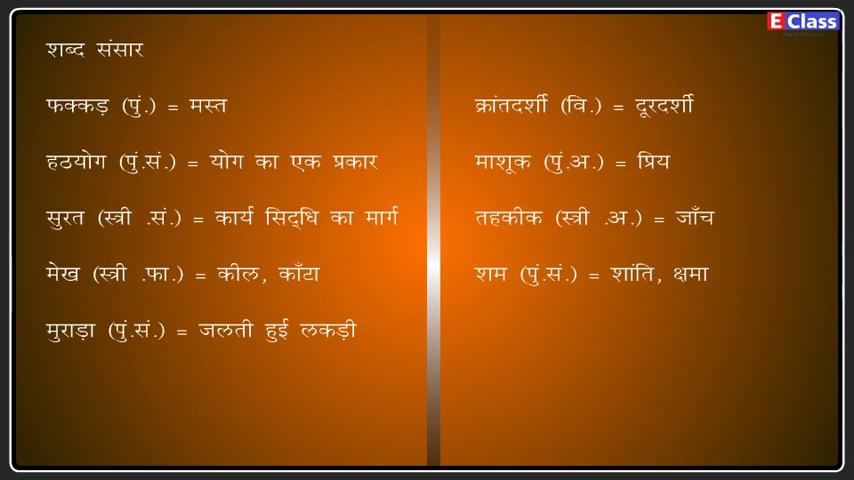 E Class
शब्द संसार
फक्कड़ (पुं.) = मस्त
हठयोग (पुं.सं.) = योग का एक प्रकार
सुरत (स्त्री .सं.) = कार्य सिद्धि का मार्ग
मेख (स्त्री .फा.) = कील, काँटा
मुराड़ा (पुं.सं.) = जलती हुई लकड़ी
क्रांतदर्शी (वि.) = दूरदर्शी
माशूक (पुं.अ.) = प्रिय
तहकीक (स्त्री .अ.) = जाँच
शम (पुं.सं.) = शांति, क्षमा